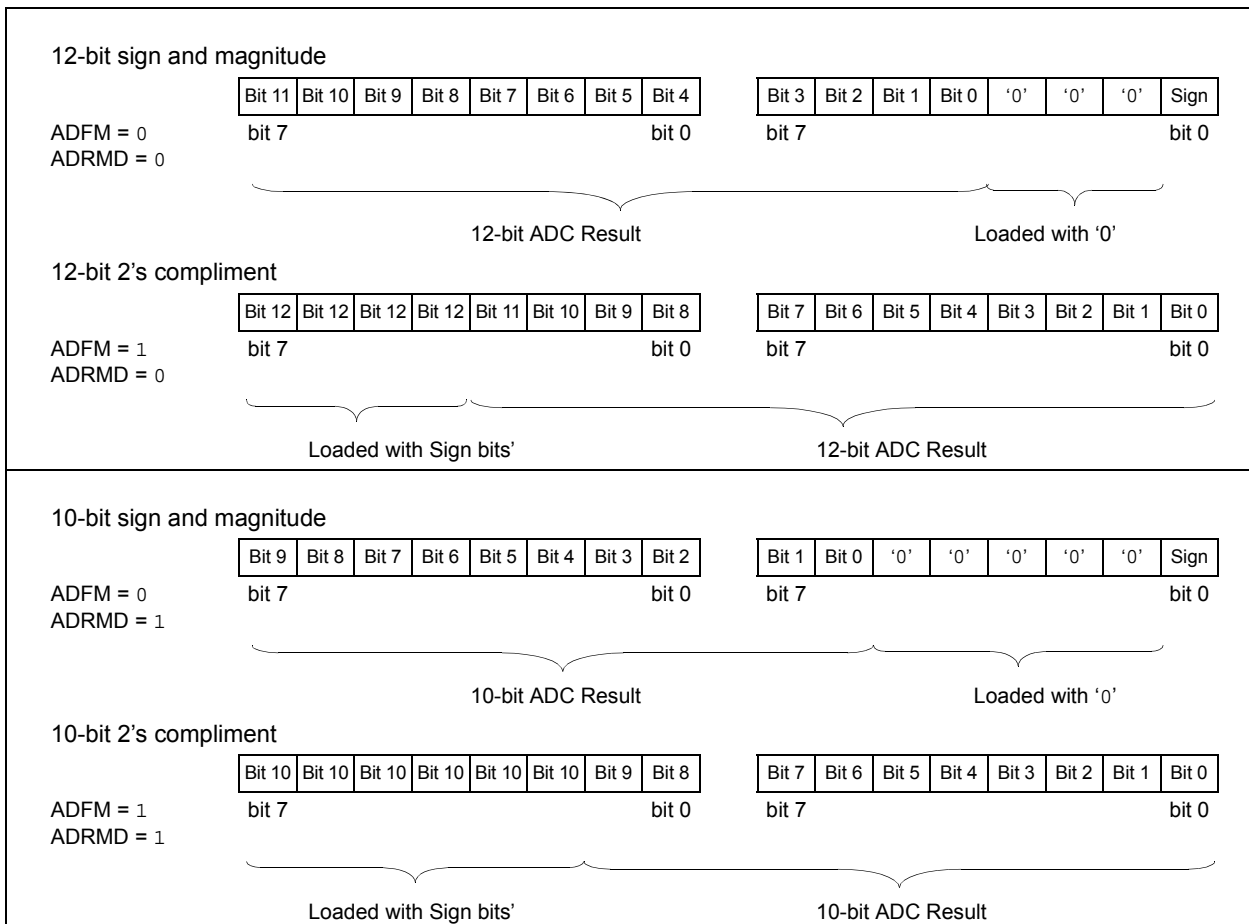 12-bit sign and magnitude
Bit 11 Bit 10 Bit 9 Bit 8 Bit 7 Bit 6 Bit 5 Bit 4 Bit 3 Bit 2 Bit 1 Bit 0 ‘0’ ‘0’ ‘0’ Sign
ADFM = 0 bit 7 bit 0 bit 7 bit 0
ADRMD = 0
12-bit ADC Result Loaded with ‘0’
12-bit 2’s compliment
Bit 12 Bit 12 Bit 12 Bit 12 Bit 11 Bit 10 Bit 9 Bit 8 Bit 7 Bit 6 Bit 5 Bit 4 Bit 3 Bit 2 Bit 1 Bit 0
ADFM = 1 bit 7 bit 0 bit 7 bit 0
ADRMD = 0
Loaded with Sign bits’ 12-bit ADC Result
10-bit sign and magnitude
Bit 9 Bit 8 Bit 7 Bit 6 Bit 5 Bit 4 Bit 3 Bit 2 Bit 1 Bit 0 ‘0’ ‘0’ ‘0’ ‘0’ ‘0’ Sign
ADFM = 0 bit 7 bit 0 bit 7 bit 0
ADRMD = 1
10-bit ADC Result Loaded with ‘0’
10-bit 2’s compliment
Bit 10 Bit 10 Bit 10 Bit 10 Bit 10 Bit 10 Bit 9 Bit 8 Bit 7 Bit 6 Bit 5 Bit 4 Bit 3 Bit 2 Bit 1 Bit 0
ADFM = 1 bit 7 bit 0 bit 7 bit 0
ADRMD = 1
Loaded with Sign bits’ 10-bit ADC Result